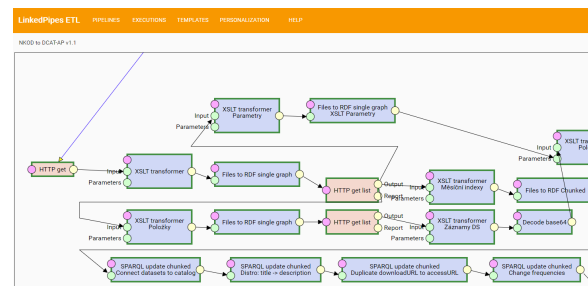 LinkedPipes ETL PIPELINES EXECUTIONS TEMPLATES PERSONALIZATION HELP
NKOD to DCAT-AP v1.1
XSLT transformer
Parametry
Input
Parameters
Files to RDF single graph
XSLT Parametry
Input
Parameters
HTTP get
Input
Parameters
XSLT transformer
Files to RDF single graph
HTTP get list
Output
Report
Input
Parameters
XSLT transformer
Měsíční indexy
Files to RDF Chunked
Input
Parameters
XSLT transformer
Položky
Files to RDF single graph
HTTP get list
Output
Report
Input
Parameters
XSLT transformer
Záznamy DS
Decode base64
SPARQL update chunked
Connect datasets to catalog
SPARQL update chunked
Distro: title -> description
SPARQL update chunked
Duplicate downloadURL to accessURL
SPARQL update chunked
Change frequencies